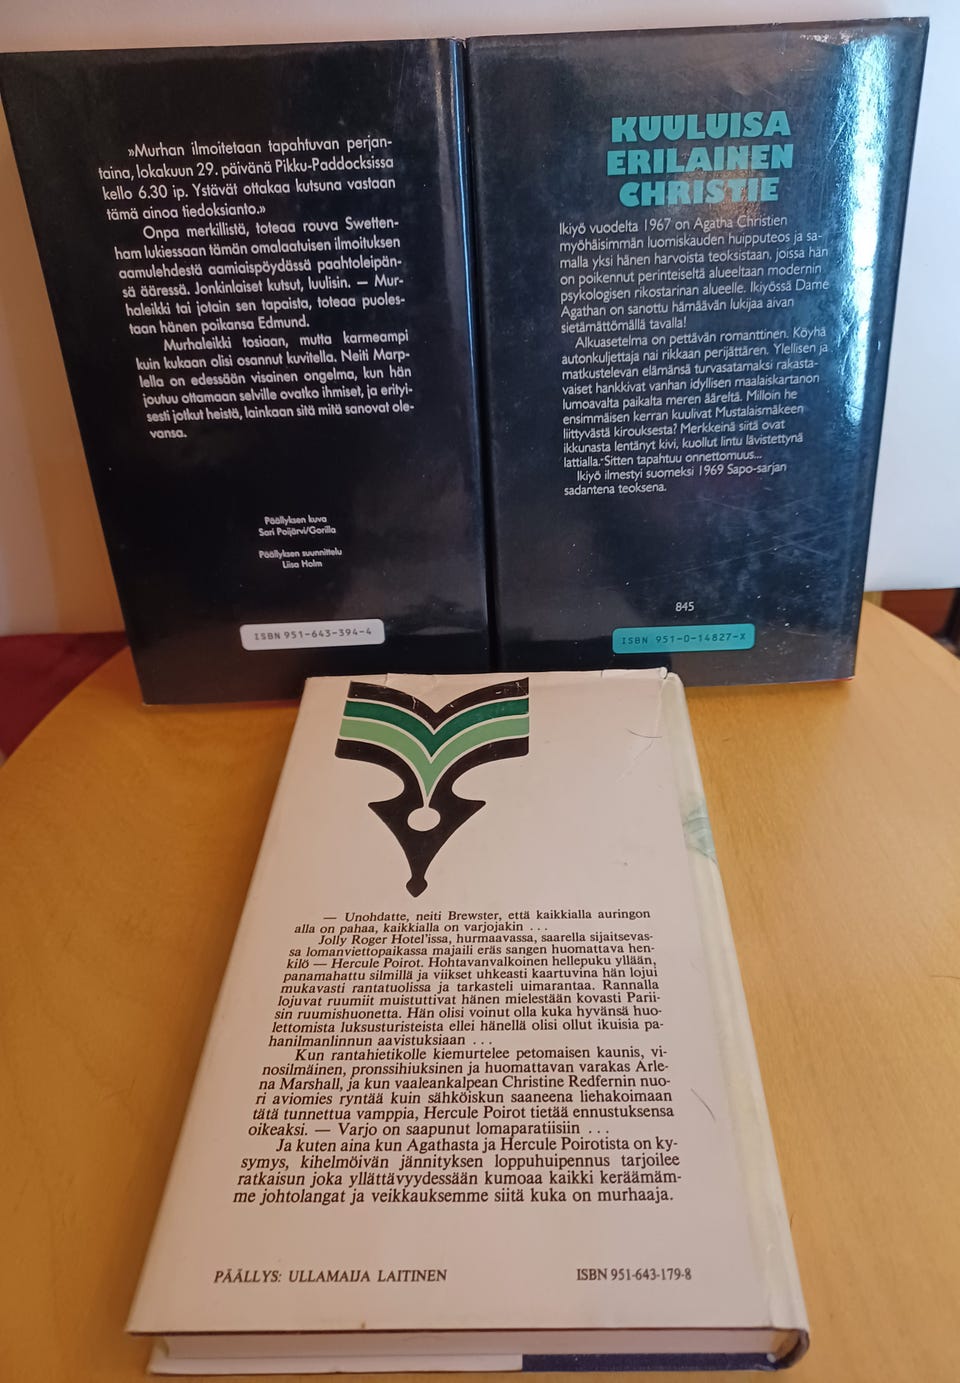 »Murhan ilmoitetaan tapahtuvan perjan-
taina, lokakuun 29. päivänä Pikku-Paddocksissa
kello 6.30 ip. Ystävät ottakaa kutsuna vastaan
tämä ainoa tiedoksianto.»
Onpa merkillistä, toteaa rouva Swetten-
ham lukiessaan tämän omalaatuisen ilmoituksen
aamulehdestä aamiaispöydässä paahtoleipän-
sä ääressä. Jonkinlaiset kutsut, luulisin. — Mur-
haleikki tai jotain sen tapaista, toteaa puoles-
taan hänen poikansa Edmund.
Murhaleikki tosiaan, mutta karmeampi
kuin kukaan olisi osannut kuvitella. Neiti Marp-
lella on edessään visainen ongelma, kun hän
joutuu ottamaan selville ovatko ihmiset, ja erityi-
sesti jotkut heistä, lainkaan sitä mitä sanovat ole-
vansa.
Päällyksen kuva
Sari Poijärvi/Gorilla
Päällyksen suunnittelu
Liisa Holm
ISBN 951-643-394-4
KUULUISA
ERILAINEN
CHRISTIE
Ikiyö vuodelta 1967 on Agatha Christien
myöhäisimmän luomiskauden huipputeos ja sa-
malla yksi hänen harvoista teoksistaan, joissa hän
on poikennut perinteiseltä alueeltaan modernin
psykologisen rikostarinan alueelle. Ikiyössä Dame
Agathan on sanottu hämäävän lukijaa aivan
sietämättömällä tavalla!
Alkuasetelma on pettävän romanttinen. Köyhä
autonkuljettaja nai rikkaan perijättären. Ylellisen ja
matkustelevan elämänsä turvasatamaksi rakasta-
vaiset hankkivat vanhan idyllisen maalaiskartanon
lumoavalta paikalta meren ääreltä. Milloin he
ensimmäisen kerran kuulivat Mustalaismäkeen
liittyvästä kirouksesta? Merkkeinä siitä ovat
ikkunasta lentänyt kivi, kuollut lintu lävistettynä
lattialla. Sitten tapahtuu onnettomuus...
Ikiyö ilmestyi suomeksi 1969 Sapo-sarjan
sadantena teoksena.
845
ISBN 951-0-14827-X
— Unohdatte, neiti Brewster, että kaikkialla auringon
alla on pahaa, kaikkialla on varjojakin . . .
Jolly Roger Hotel'issa, hurmaavassa, saarella sijaitsevas-
sa lomanviettopaikassa majaili eräs sangen huomattava hen-
kilö — Hercule Poirot. Hohtavanvalkoinen hellepuku yllään,
panamahattu silmillä ja viikset uhkeasti kaartuvina hän lojui
mukavasti rantatuolissa ja tarkasteli uimarantaa. Rannalla
lojuvat ruumiit muistuttivat hänen mielestään kovasti Parii-
sin ruumishuonetta. Hän olisi voinut olla kuka hyvänsä huo-
lettomista luksusturisteista ellei hänellä olisi ollut ikuisia pa-
hanilmanlinnun aavistuksiaan . . .
Kun rantahietikolle kiemurtelee petomaisen kaunis, vi-
nosilmäinen, pronssihiuksinen ja huomattavan varakas Arle-
na Marshall, ja kun vaaleankalpean Christine Redfernin nuo-
ri aviomies ryntää kuin sähköiskun saaneena liehakoimaan
tätä tunnettua vamppia, Hercule Poirot tietää ennustuksensa
oikeaksi. — Varjo on saapunut lomaparatiisiin . . .
Ja kuten aina kun Agathasta ja Hercule Poirotista on ky-
symys, kihelmöivän jännityksen loppuhuipennus tarjoilee
ratkaisun joka yllättävyydessään kumoaa kaikki keräämäm-
me johtolangat ja veikkauksemme siitä kuka on murhaaja.
PÄÄLLYS: ULLAMAIJA LAITINEN
ISBN 951-643-179-8